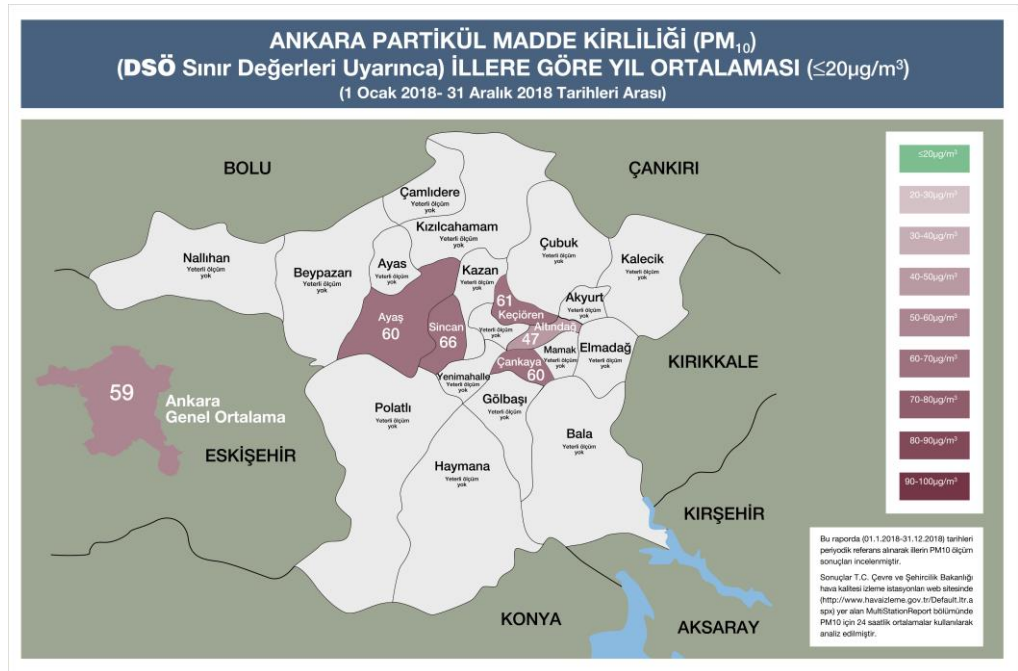 ANKARA PARTİKÜL MADDE KİRLİLİĞİ (PM10)
(DSÖ Sınır Değerleri Uyarınca) İLLERE GÖRE YIL ORTALAMASI (≤20µg/m³)
(1 Ocak 2018- 31 Aralık 2018 Tarihleri Arası)
BOLU
ÇANKIRI
Çamlıdere
Yeterli ölçüm
yok
Kızılcahamam
Yeterli ölçüm
yok
Nallıhan
Yeterli ölçüm
yok
Beypazarı
Yeterli ölçüm
yok
Ayas
Yeterli ölçüm
yok
Kazan
Yeterli ölçüm
yok
Çubuk
Yeterli ölçüm
yok
Kalecik
Yeterli ölçüm
yok
Akyurt
Yeterli ölçüm
yok
61
Keçiören
Ayaş
60
Sincan
66
Yeterli ölçüm
yok
Altındağ
47
Mamak
Yeterli ölçüm
yok
Elmadağ
Yeterli ölçüm
yok
Çankaya
60
Yenimahalle
Yeterli ölçüm
yok
Gölbaşı
Yeterli ölçüm
yok
Polatlı
Yeterli ölçüm
yok
Haymana
Yeterli ölçüm
yok
Bala
Yeterli ölçüm
yok
KIRIKKALE
59
Ankara
Genel Ortalama
ESKİŞEHİR
KIRŞEHİR
KONYA
AKSARAY
≤20µg/m³
20-30µg/m³
30-40µg/m³
40-50µg/m³
50-60µg/m³
60-70µg/m³
70-80µg/m³
80-90µg/m³
90-100µg/m³
Bu raporda (01.1.2018-31.12.2018) tarihleri
periyodik referans alınarak illerin PM10 ölçüm
sonuçları incelenmiştir.
Sonuçlar T.C. Çevre ve Şehircilik Bakanlığı
hava kalitesi izleme istasyonları web sitesinde
(http://www.havaizleme.gov.tr/Default.ltr.a
spx) yer alan MultiStationReport bölümünde
PM10 için 24 saatlik ortalamalar kullanılarak
analiz edilmiştir.